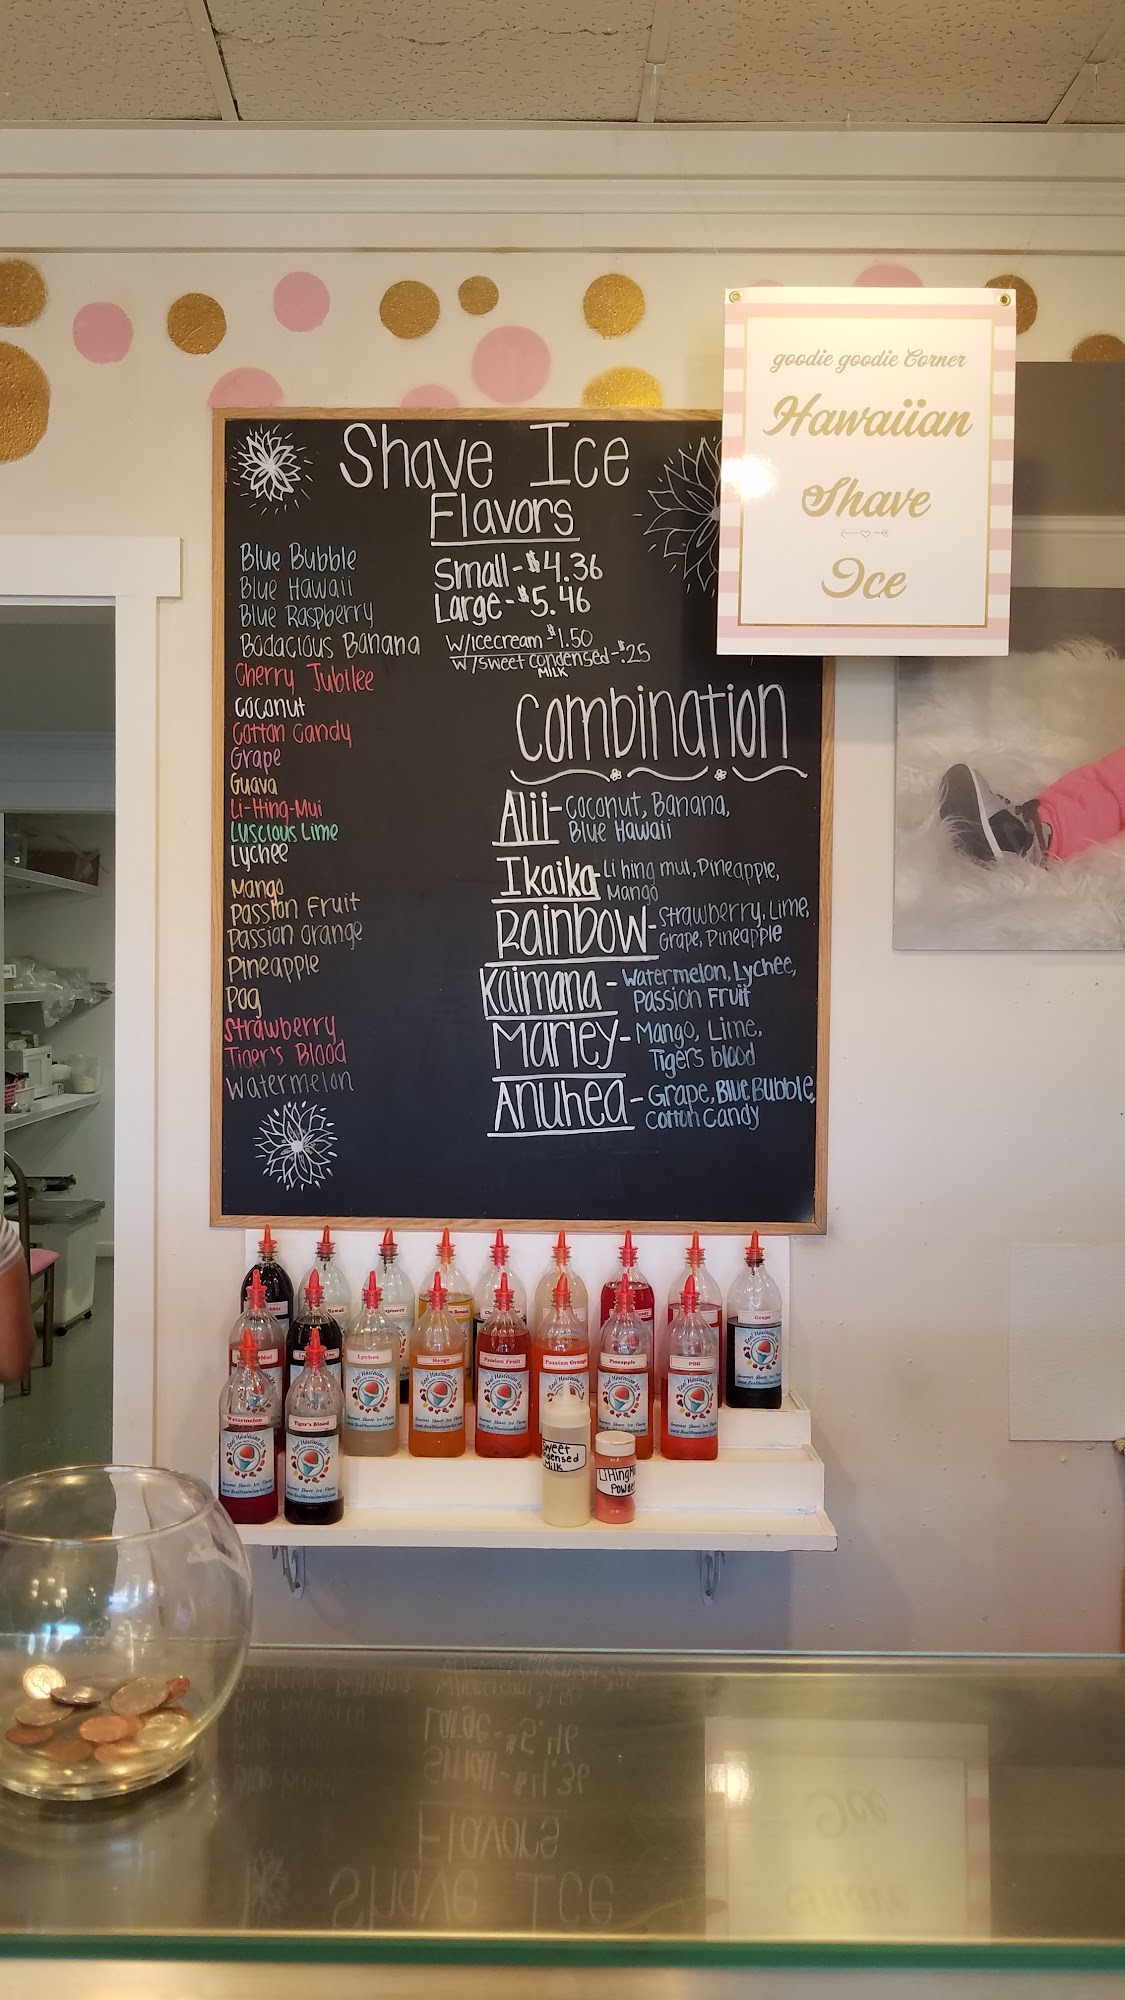 goodie goodie Corner
Hawaiian
Shave
Ice
Shave Ice
Flavors
Small - $4.36
Large - $5.46
W/icecream $1.50
W/sweet condensed - $.25
MILK
Blue Bubble
Blue Hawaii
Blue Raspberry
Bodacious Banana
Cherry Jubilee
Coconut
Cotton Candy
Grape
Guava
Li-Hing-Mui
Luscious Lime
Lychee
Mango
Passion Fruit
Passion Orange
Pineapple
Pog
Strawberry
Tiger's Blood
Watermelon
Combination
Alii - Coconut, Banana,
Blue Hawaii
Ikaika - Li hing mui, Pineapple,
Mango
Rainbow - Strawberry, Lime,
Grape, Pineapple
Kaimana - Watermelon, Lychee,
Passion Fruit
Marley - Mango, Lime,
Tigers blood
Anuhea - Grape, Blue Bubble,
Cotton Candy
Grape
Lychee
Mango
Passion Fruit
Passion Orange
Pineapple
POG
Watermelon
Tiger's Blood
Sweet
Condensed
Milk
Li Hing Mui
Powder